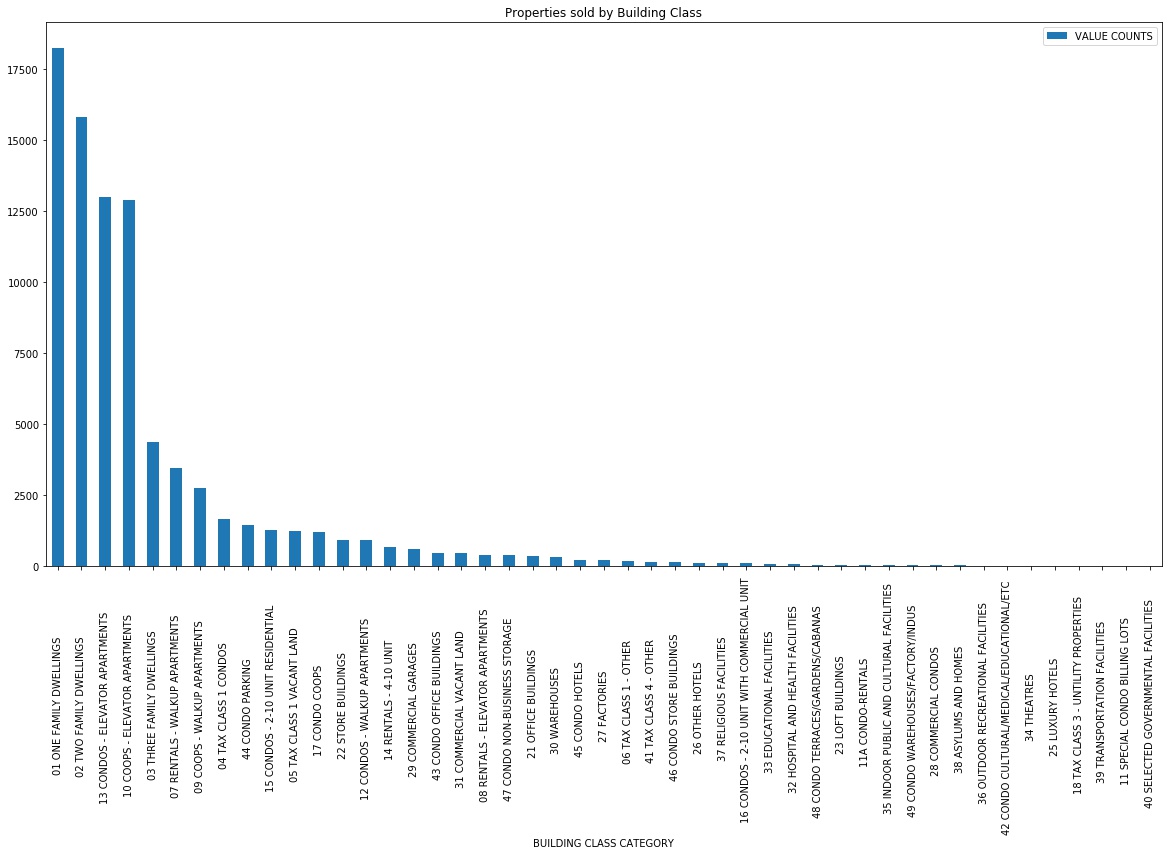 Properties sold by Building Class
VALUE COUNTS
17500
15000
12500
10000
7500
5000
2500
0
01 ONE FAMILY DWELLINGS
02 TWO FAMILY DWELLINGS
13 CONDOS - ELEVATOR APARTMENTS
10 COOPS - ELEVATOR APARTMENTS
03 THREE FAMILY DWELLINGS
07 RENTALS - WALKUP APARTMENTS
09 COOPS - WALKUP APARTMENTS
04 TAX CLASS 1 CONDOS
44 CONDO PARKING
15 CONDOS - 2-10 UNIT RESIDENTIAL
05 TAX CLASS 1 VACANT LAND
17 CONDO COOPS
22 STORE BUILDINGS
12 CONDOS - WALKUP APARTMENTS
14 RENTALS - 4-10 UNIT
29 COMMERCIAL GARAGES
43 CONDO OFFICE BUILDINGS
31 COMMERCIAL VACANT LAND
08 RENTALS - ELEVATOR APARTMENTS
47 CONDO NON-BUSINESS STORAGE
21 OFFICE BUILDINGS
30 WAREHOUSES
45 CONDO HOTELS
27 FACTORIES
06 TAX CLASS 1 - OTHER
41 TAX CLASS 4 - OTHER
46 CONDO STORE BUILDINGS
26 OTHER HOTELS
37 RELIGIOUS FACILITIES
16 CONDOS - 2-10 UNIT WITH COMMERCIAL UNIT
33 EDUCATIONAL FACILITIES
32 HOSPITAL AND HEALTH FACILITIES
48 CONDO TERRACES/GARDENS/CABANAS
23 LOFT BUILDINGS
11A CONDO-RENTALS
35 INDOOR PUBLIC AND CULTURAL FACILITIES
49 CONDO WAREHOUSES/FACTORY/INDUS
28 COMMERCIAL CONDOS
38 ASYLUMS AND HOMES
36 OUTDOOR RECREATIONAL FACILITIES
42 CONDO CULTURAL/MEDICAL/EDUCATIONAL/ETC
34 THEATRES
25 LUXURY HOTELS
18 TAX CLASS 3 - UNTILITY PROPERTIES
39 TRANSPORTATION FACILITIES
11 SPECIAL CONDO BILLING LOTS
40 SELECTED GOVERNMENTAL FACILITIES
BUILDING CLASS CATEGORY